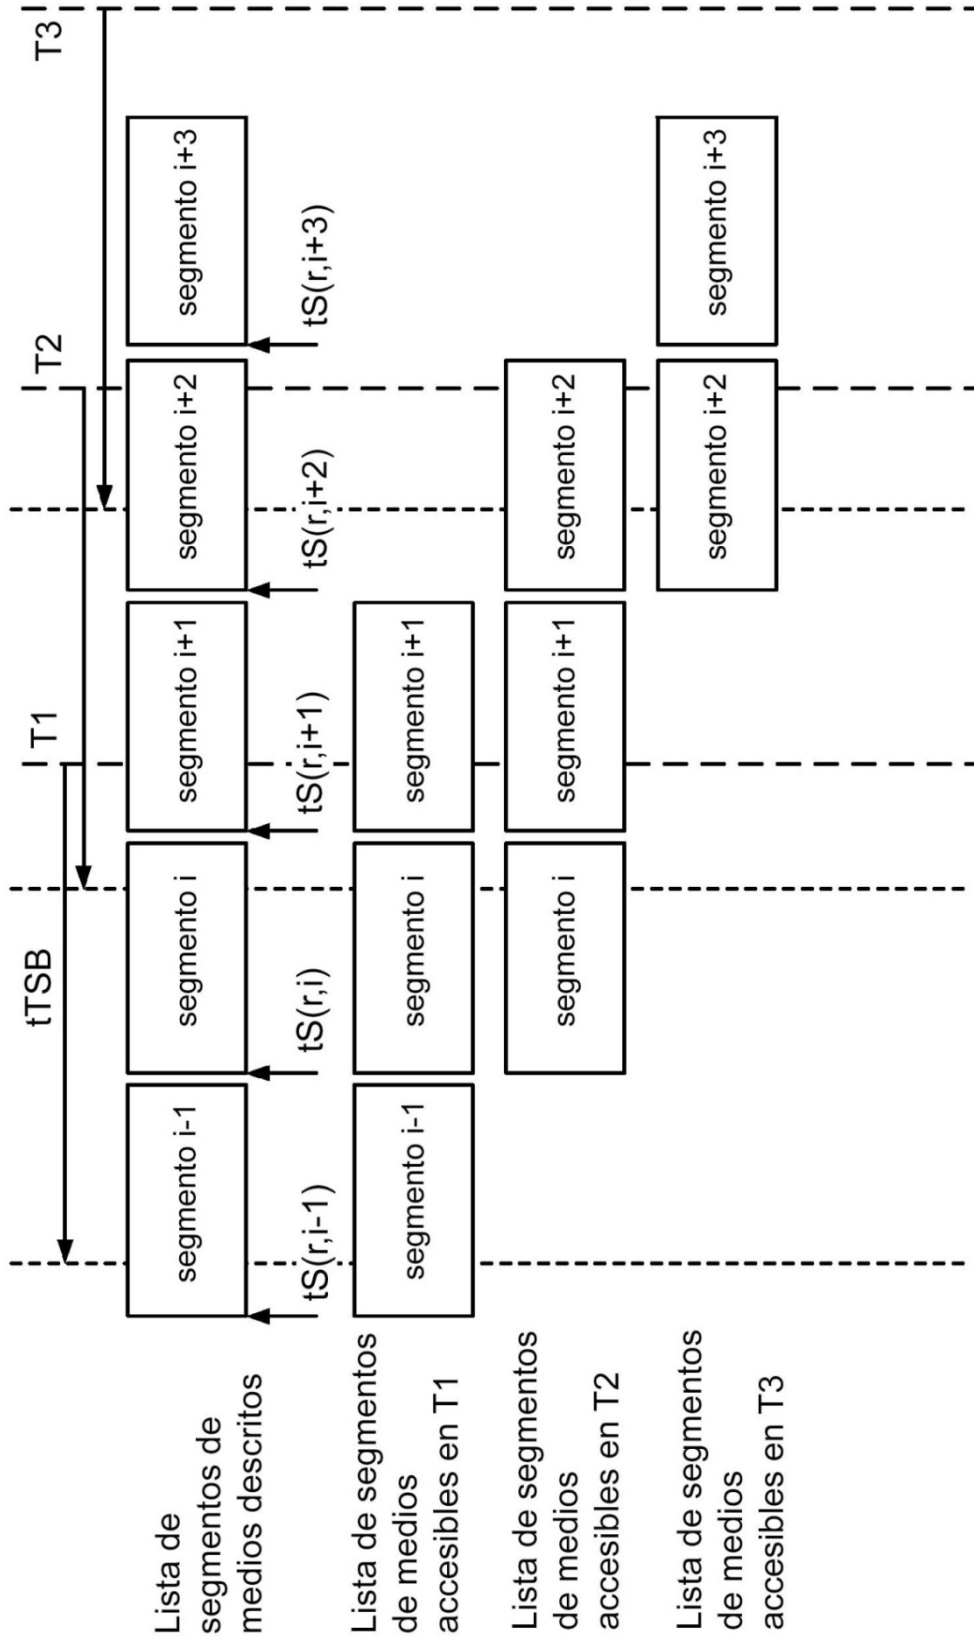 tTSB
T1
T2
T3
Lista de
segmentos de
medios descritos
segmento i-1
segmento i
segmento i+1
segmento i+2
segmento i+3
tS(r,i-1)
tS(r,i)
tS(r,i+1)
tS(r,i+2)
tS(r,i+3)
Lista de segmentos
de medios
accesibles en T1
segmento i-1
segmento i
segmento i+1
Lista de segmentos
de medios
accesibles en T2
segmento i
segmento i+1
segmento i+2
Lista de segmentos
de medios
accesibles en T3
segmento i+2
segmento i+3